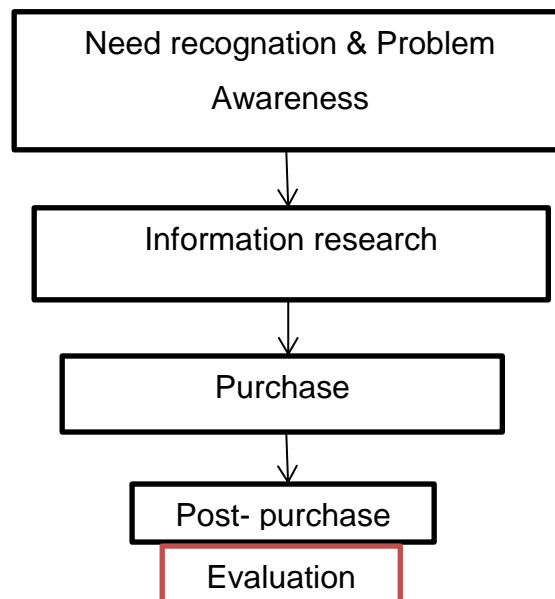 Need recognation & Problem
Awareness
Information research
Purchase
Post- purchase
Evaluation